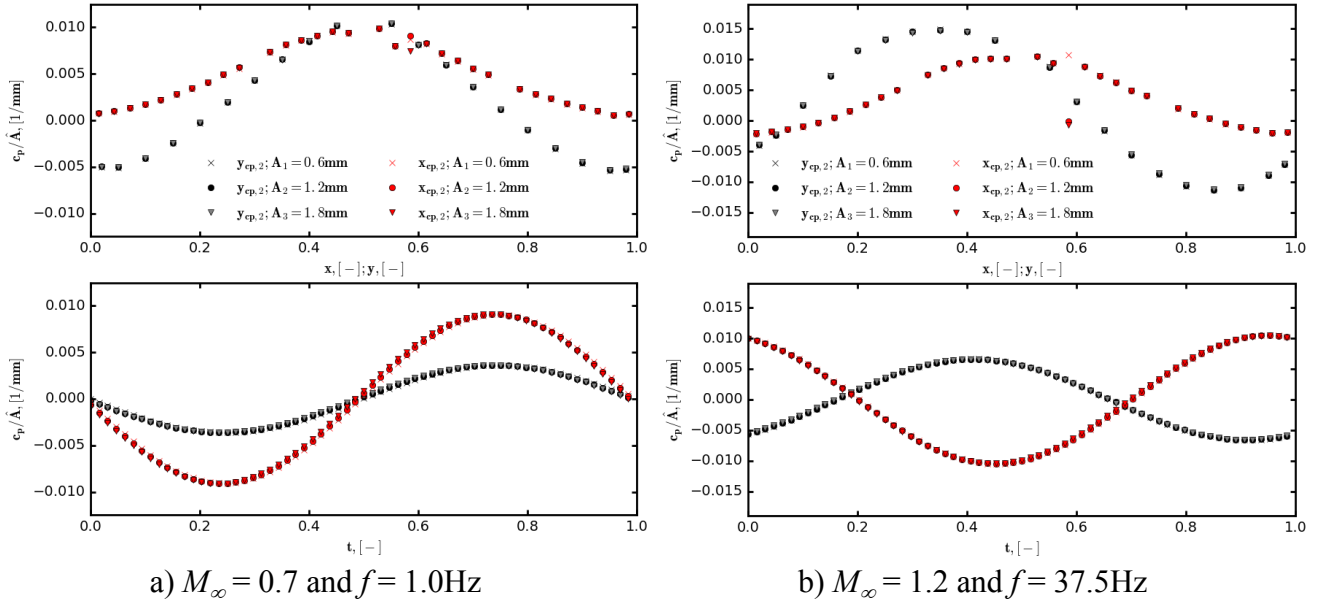 0.010
0.005
0.000
−0.005
−0.010
c_p/Â, [1/mm]
y_cp,2; A_1 = 0.6mm
y_cp,2; A_2 = 1.2mm
y_cp,2; A_3 = 1.8mm
x_cp,2; A_1 = 0.6mm
x_cp,2; A_2 = 1.2mm
x_cp,2; A_3 = 1.8mm
0.0 0.2 0.4 0.6 0.8 1.0
x, [−]; y, [−]
0.015
0.010
0.005
0.000
−0.005
−0.010
−0.015
c_p/Â, [1/mm]
y_cp,2; A_1 = 0.6mm
y_cp,2; A_2 = 1.2mm
y_cp,2; A_3 = 1.8mm
x_cp,2; A_1 = 0.6mm
x_cp,2; A_2 = 1.2mm
x_cp,2; A_3 = 1.8mm
0.0 0.2 0.4 0.6 0.8 1.0
x, [−]; y, [−]
0.010
0.005
0.000
−0.005
−0.010
c_p/Â, [1/mm]
0.0 0.2 0.4 0.6 0.8 1.0
t, [−]
0.015
0.010
0.005
0.000
−0.005
−0.010
−0.015
c_p/Â, [1/mm]
0.0 0.2 0.4 0.6 0.8 1.0
t, [−]
a) M_∞ = 0.7 and f = 1.0Hz
b) M_∞ = 1.2 and f = 37.5Hz